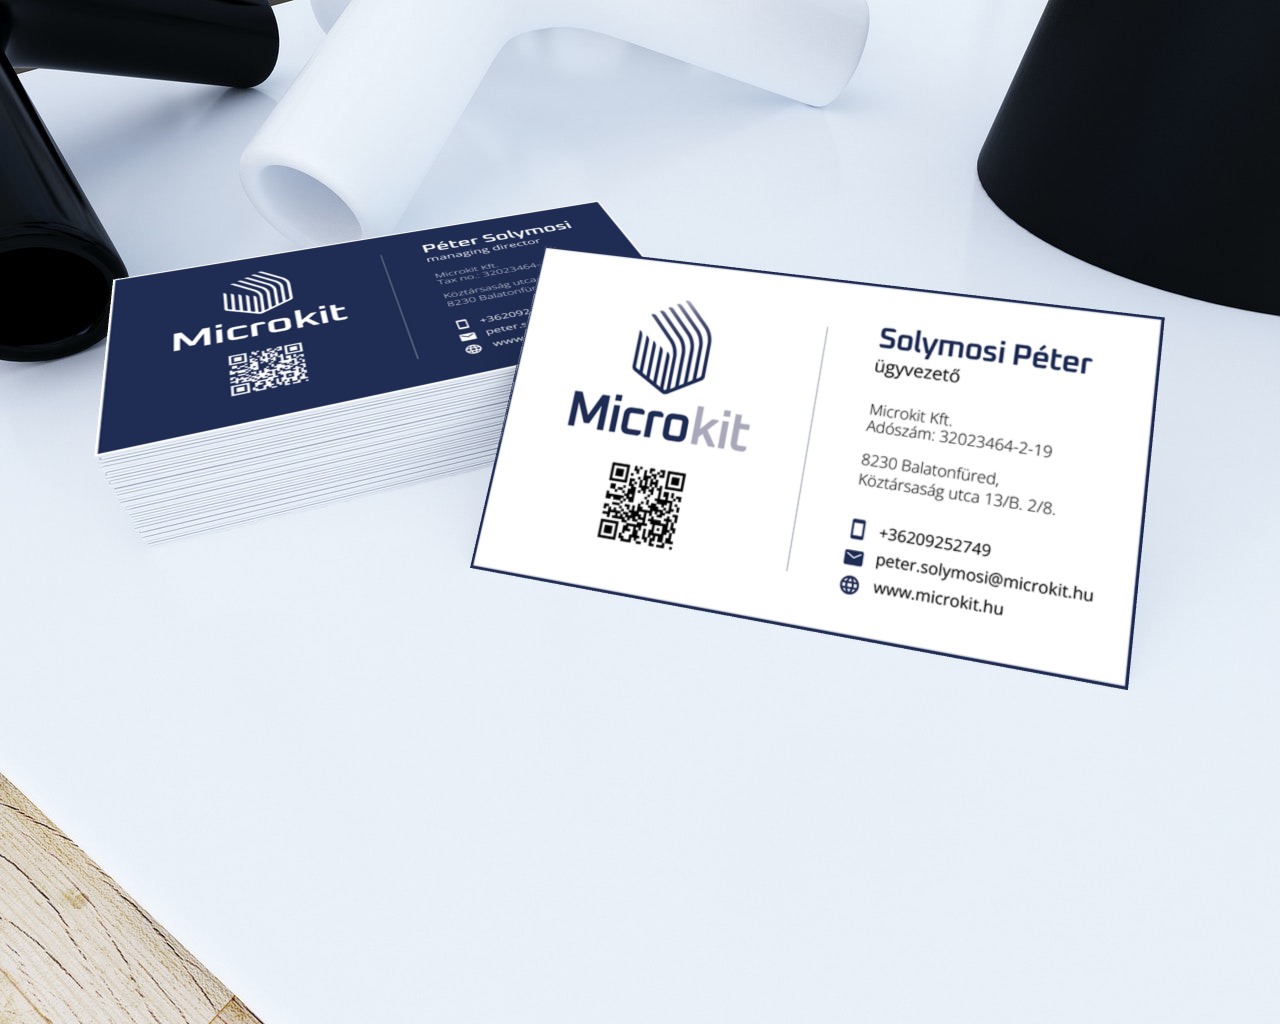 Péter Solymosi
managing director
Microkit Kft.
Tax no.: 32023464-
Köztársaság utca
8230 Balatonfür
+362092
peter.s
www.
Microkit
Microkit
Solymosi Péter
ügyvezető
Microkit Kft.
Adószám: 32023464-2-19
8230 Balatonfüred,
Köztársaság utca 13/B. 2/8.
+36209252749
peter.solymosi@microkit.hu
www.microkit.hu